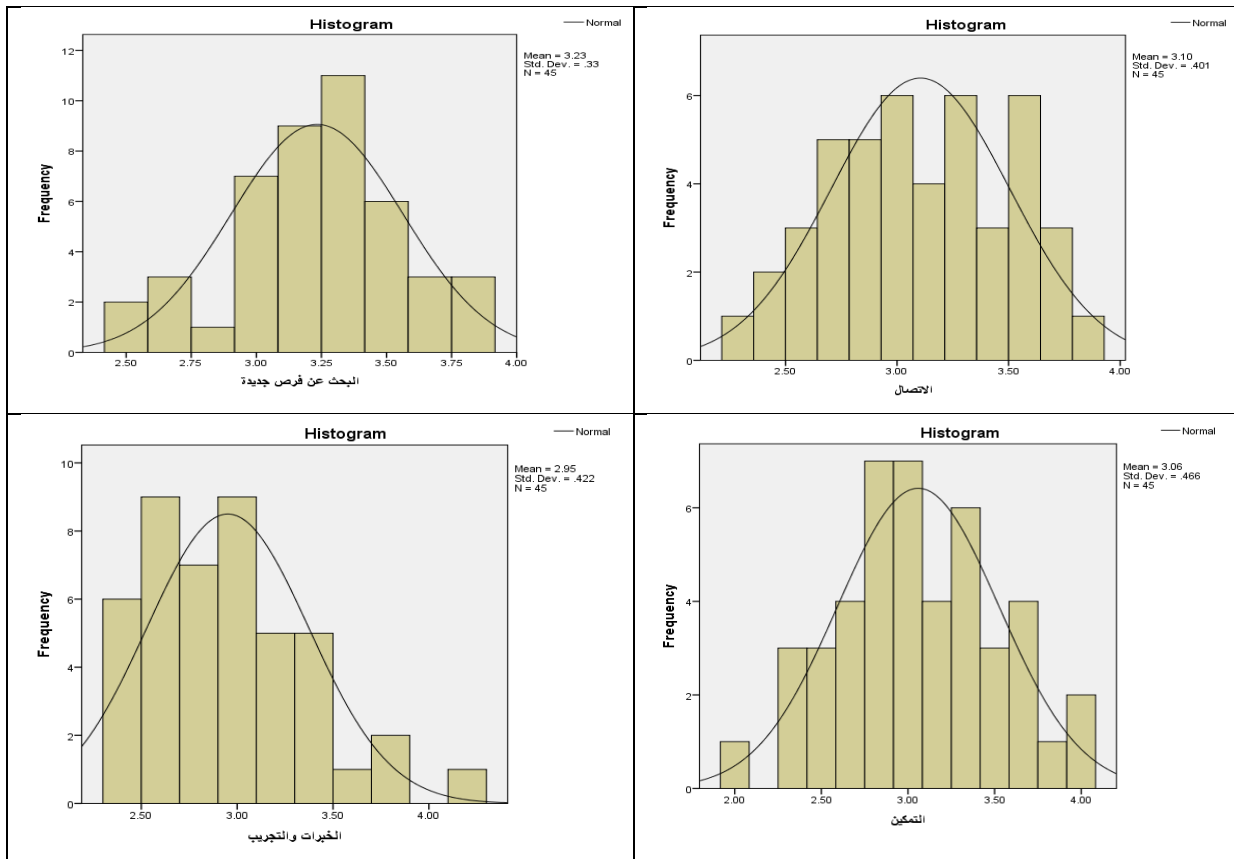 Histogram
Normal
Mean = 3.23
Std. Dev. = .33
N = 45
Frequency
12
10
8
6
4
2
0
2.50 2.75 3.00 3.25 3.50 3.75 4.00
البحث عن فرص جديدة
Histogram
Normal
Mean = 3.10
Std. Dev. = .401
N = 45
Frequency
6
4
2
0
2.50 3.00 3.50 4.00
الاتصال
Histogram
Normal
Mean = 2.95
Std. Dev. = .422
N = 45
Frequency
10
8
6
4
2
0
2.50 3.00 3.50 4.00
الخبرات والتجريب
Histogram
Normal
Mean = 3.06
Std. Dev. = .466
N = 45
Frequency
6
4
2
0
2.00 2.50 3.00 3.50 4.00
التمكين